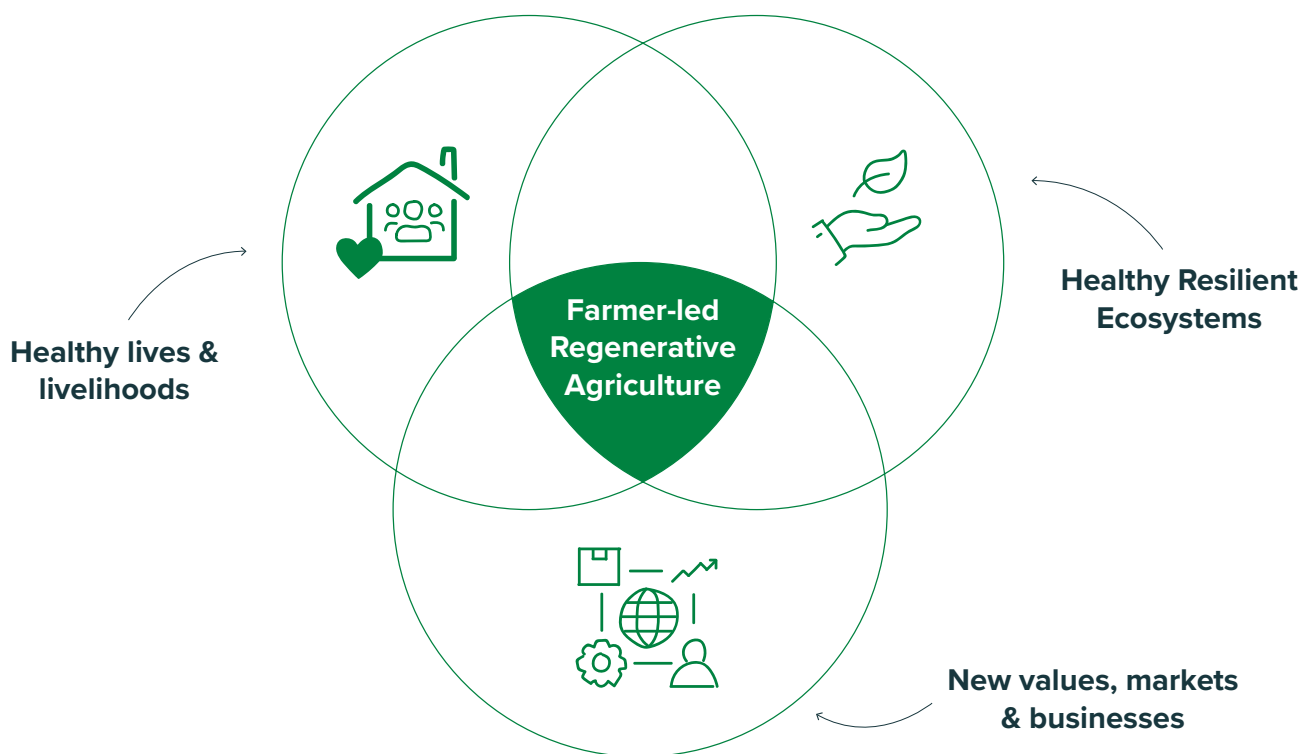 Farmer-led
Regenerative
Agriculture
Healthy Resilient
Ecosystems
Healthy lives &
livelihoods
New values, markets
& businesses